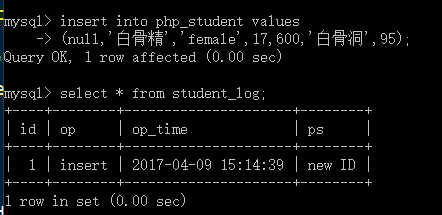 mysql> insert into php_student values
    -> (null,'白骨精','female',17,600,'白骨洞',95);
Query OK, 1 row affected (0.00 sec)

mysql> select * from student_log;
+----+--------+---------------------+--------+
| id | op     | op_time             | ps     |
+----+--------+---------------------+--------+
|  1 | insert | 2017-04-09 15:14:39 | new ID |
+----+--------+---------------------+--------+
1 row in set (0.00 sec)